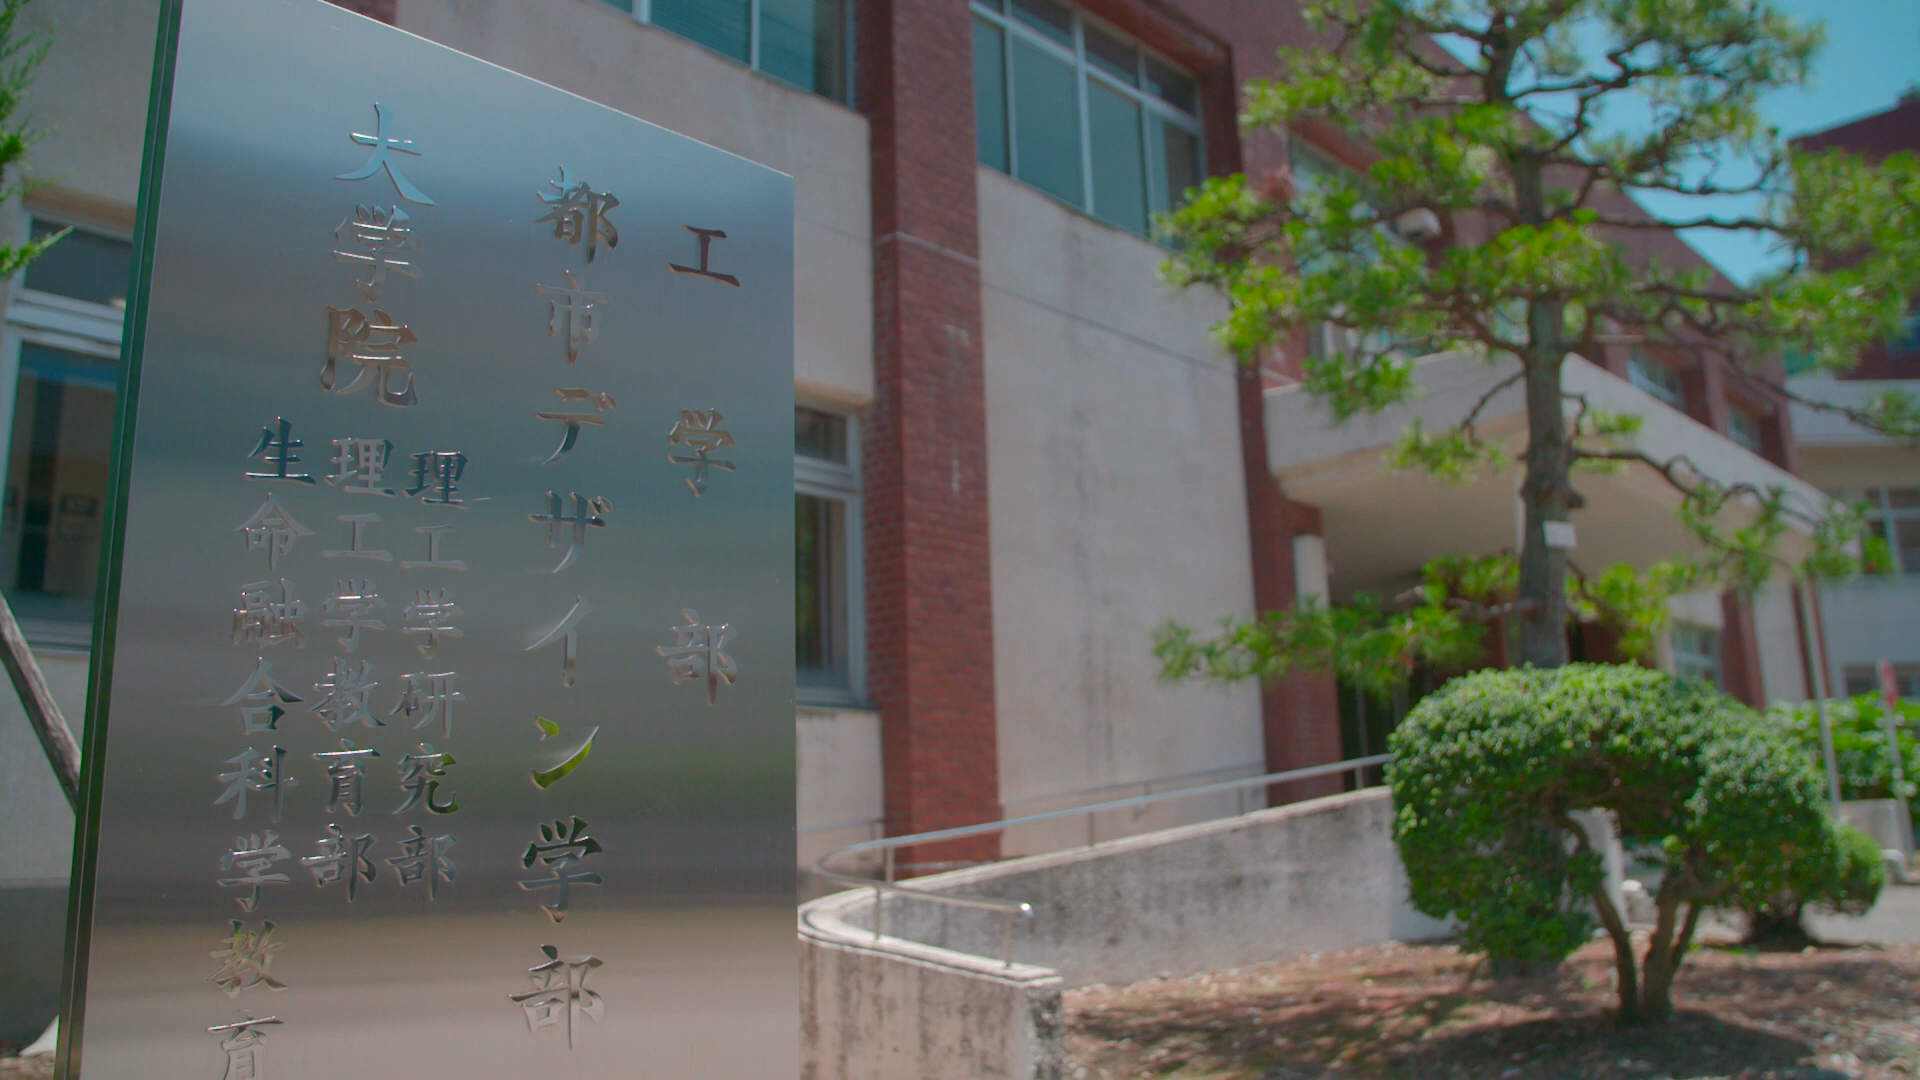 工学部
都市デザイン学部
大学院
理工学研究部
理工学教育部
生命融合科学教育